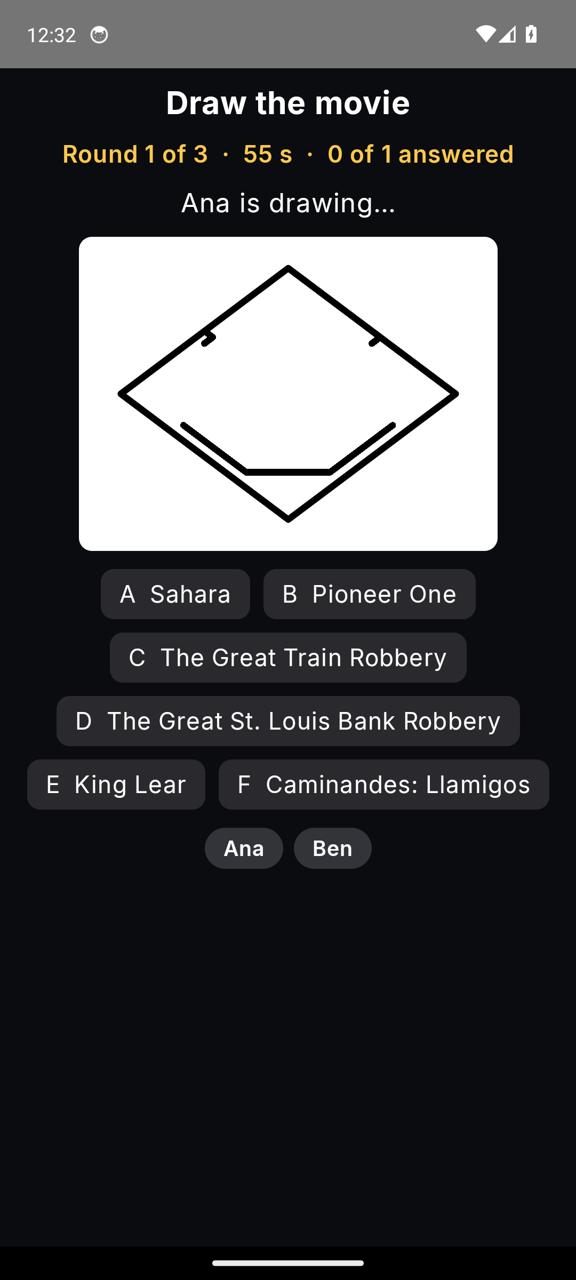 12:32
Draw the movie
Round 1 of 3 · 55 s · 0 of 1 answered
Ana is drawing...
A Sahara
B Pioneer One
C The Great Train Robbery
D The Great St. Louis Bank Robbery
E King Lear
F Caminandes: Llamigos
Ana
Ben